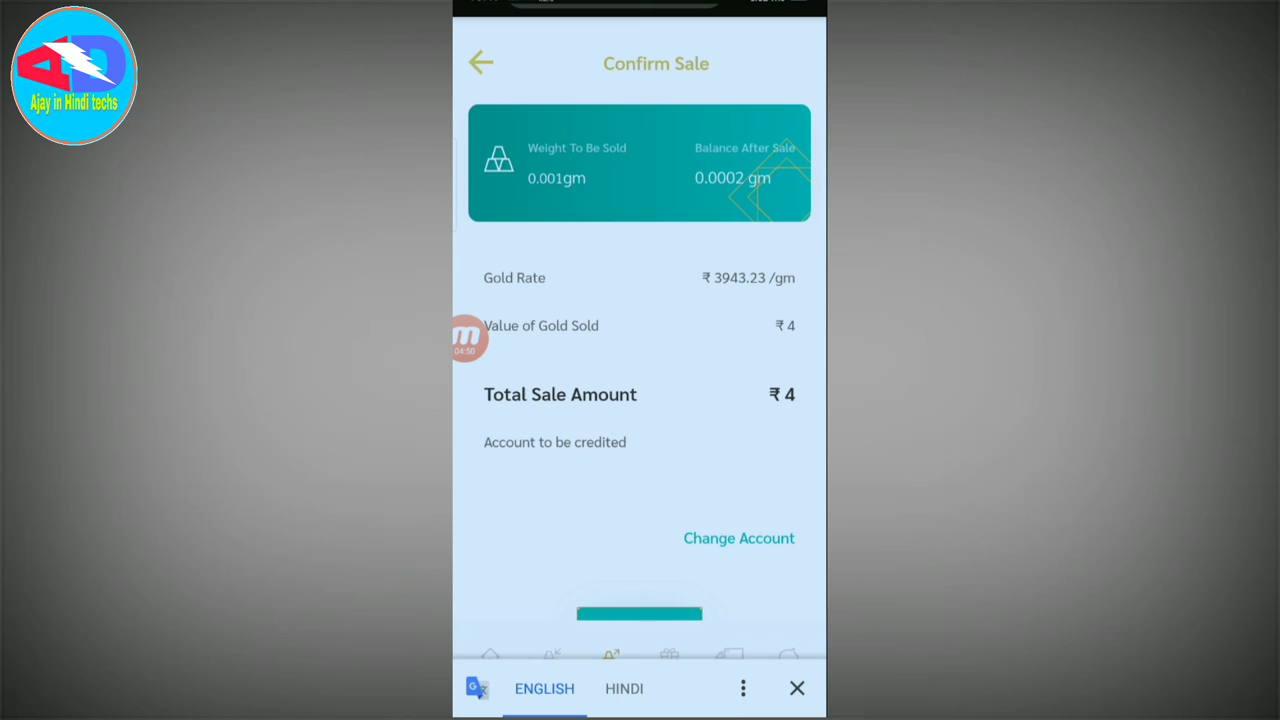 Ajay in Hindi techs
Confirm Sale
Weight To Be Sold
Balance After Sale
0.001gm
0.0002 gm
Gold Rate
₹ 3943.23 /gm
Value of Gold Sold
₹ 4
04:50
Total Sale Amount
₹ 4
Account to be credited
Change Account
ENGLISH
HINDI